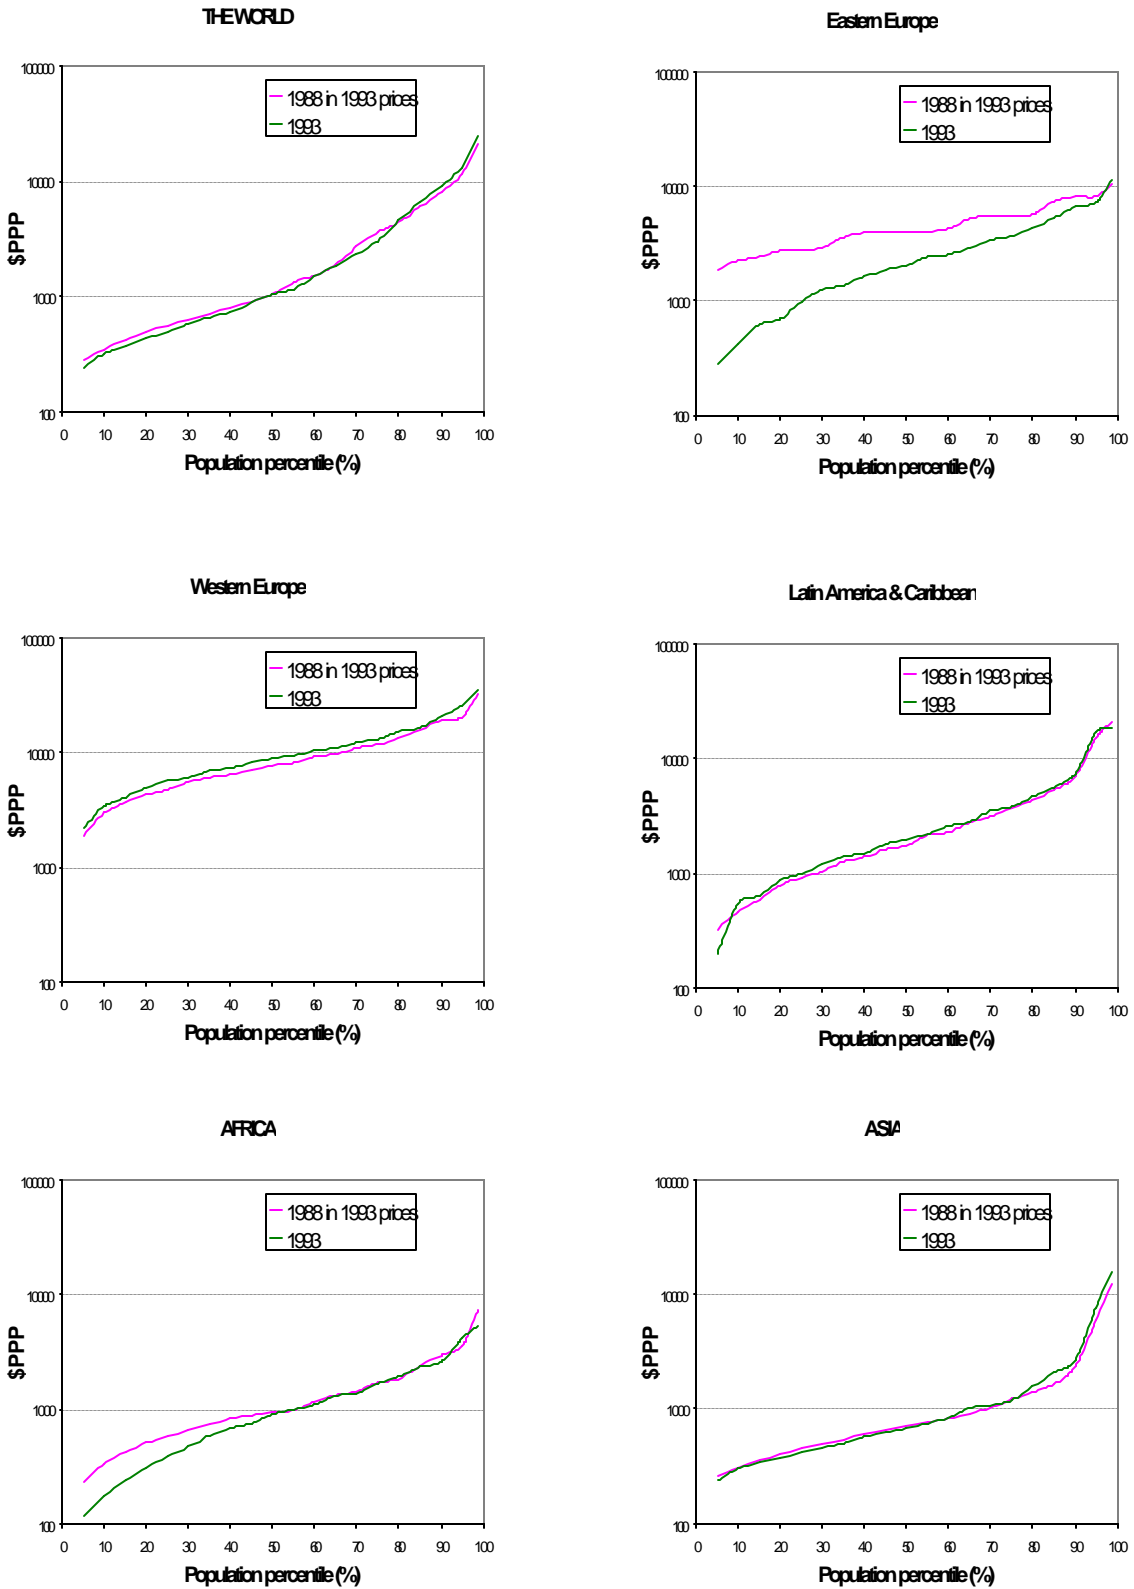 THE WORLD
100000
10000
1000
100
$PPP
1988 in 1993 prices
1993
0 10 20 30 40 50 60 70 80 90 100
Population percentile (%)
Eastern Europe
100000
10000
1000
100
$PPP
1988 in 1993 prices
1993
0 10 20 30 40 50 60 70 80 90 100
Population percentile (%)
Western Europe
100000
10000
1000
100
$PPP
1988 in 1993 prices
1993
0 10 20 30 40 50 60 70 80 90 100
Population percentile (%)
Latin America & Caribbean
100000
10000
1000
100
$PPP
1988 in 1993 prices
1993
0 10 20 30 40 50 60 70 80 90 100
Population percentile (%)
AFRICA
100000
10000
1000
100
$PPP
1988 in 1993 prices
1993
0 10 20 30 40 50 60 70 80 90 100
Population percentile (%)
ASIA
100000
10000
1000
100
$PPP
1988 in 1993 prices
1993
0 10 20 30 40 50 60 70 80 90 100
Population percentile (%)